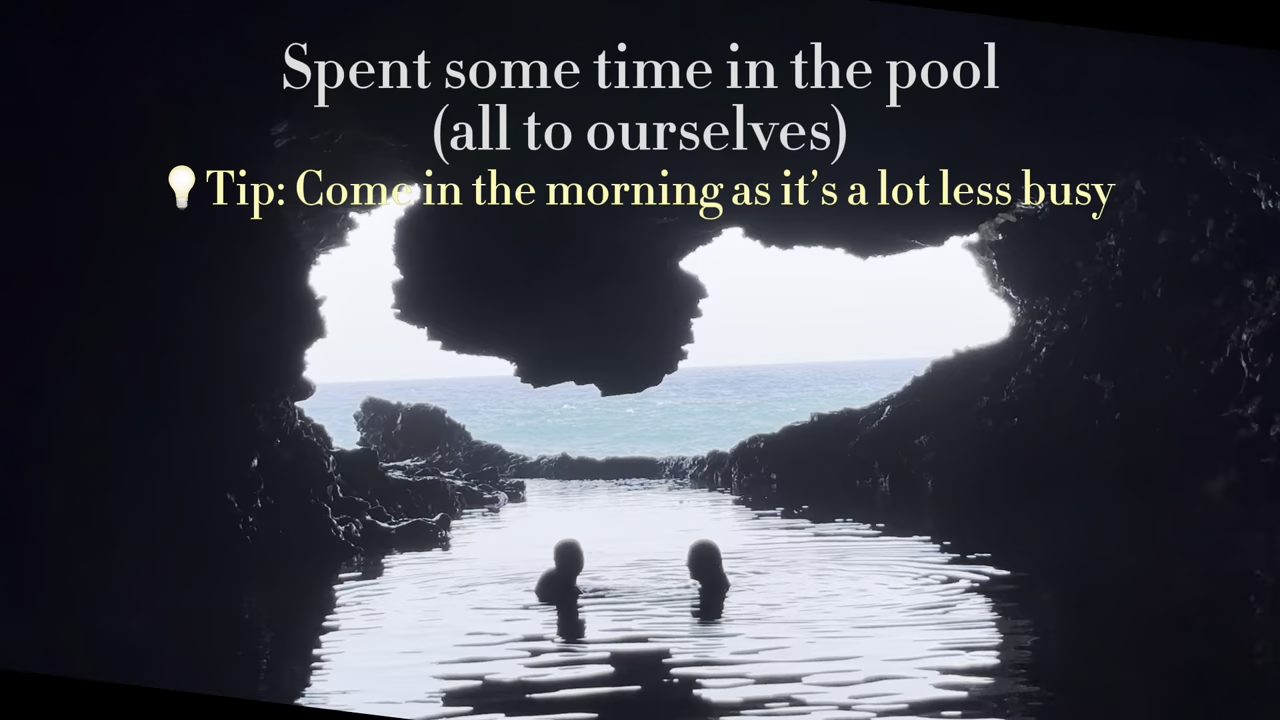 Spent some time in the pool
(all to ourselves)
💡Tip: Come in the morning as it’s a lot less busy